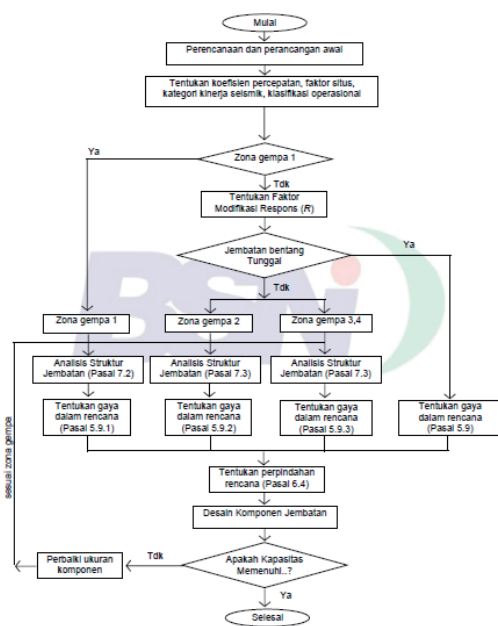 Mulai
Perencanaan dan perancangan awal
Tentukan koefisien percepatan, faktor situs,
kategori kinerja seismik, klasifikasi operasional
Ya
Zona gempa 1
Tdk
Tentukan Faktor
Modifikasi Respons (R)
Jembatan bentang
Tunggal
Ya
Tdk
BSN
Zona gempa 1
Zona gempa 2
Zona gempa 3,4
Analisis Struktur
Jembatan (Pasal 7.2)
Analisis Struktur
Jembatan (Pasal 7.3)
Analisis Struktur
Jembatan (Pasal 7.3)
Tentukan gaya
dalam rencana
(Pasal 5.9.1)
Tentukan gaya
dalam rencana
(Pasal 5.9.2)
Tentukan gaya
dalam rencana
(Pasal 5.9.3)
Tentukan gaya
dalam rencana
(Pasal 5.9)
sesuai zona gempa
Tentukan perpindahan
rencana (Pasal 6.4)
Desain Komponen Jembatan
Perbaiki ukuran
komponen
Tdk
Apakah Kapasitas
Memenuhi..?
Ya
Selesai